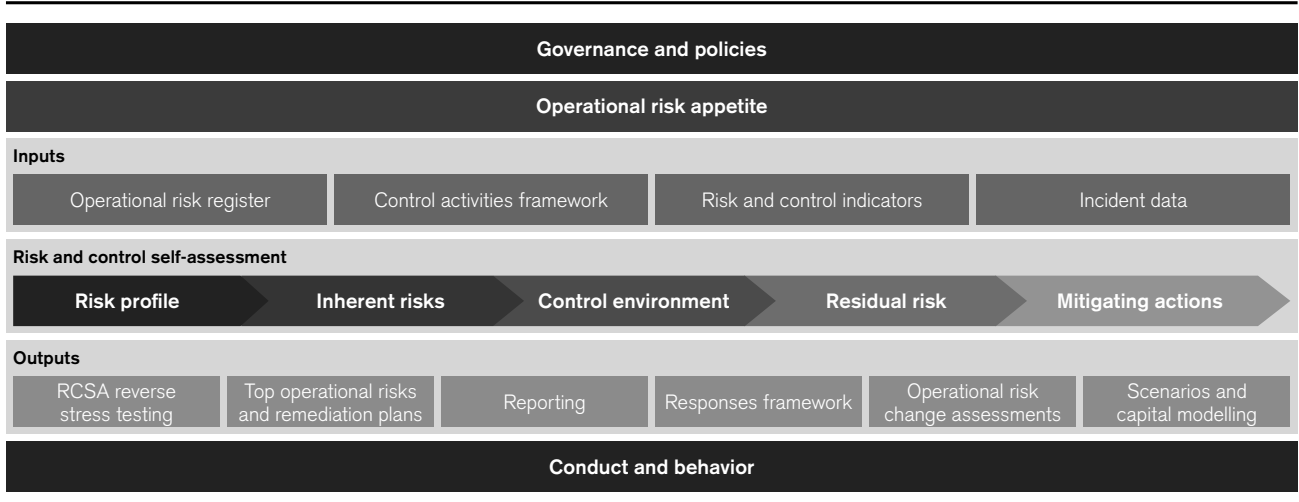 Governance and policies
Operational risk appetite
Inputs
Operational risk register
Control activities framework
Risk and control indicators
Incident data
Risk and control self-assessment
Risk profile
Inherent risks
Control environment
Residual risk
Mitigating actions
Outputs
RCSA reverse
stress testing
Top operational risks
and remediation plans
Reporting
Responses framework
Operational risk
change assessments
Scenarios and
capital modelling
Conduct and behavior